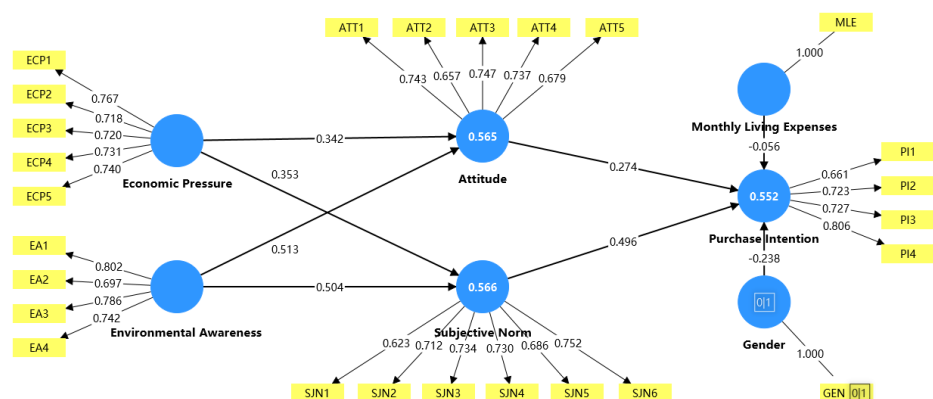 ATT1 ATT2 ATT3 ATT4 ATT5 MLE
0.743 0.657 0.747 0.737 0.679 1.000
ECP1
ECP2
ECP3
ECP4
ECP5
0.767
0.718
0.720
0.731
0.740
Economic Pressure
0.342
0.353
0.565
Attitude
0.274
Monthly Living Expenses
-0.056
0.552
Purchase Intention
0.661
0.723
0.727
0.806
PI1
PI2
PI3
PI4
EA1
EA2
EA3
EA4
0.802
0.697
0.786
0.742
Environmental Awareness
0.513
0.504
0.566
Subjective Norm
0.496
-0.238
0|1
Gender
1.000
GEN 0|1
0.623 0.712 0.734 0.730 0.686 0.752
SJN1 SJN2 SJN3 SJN4 SJN5 SJN6